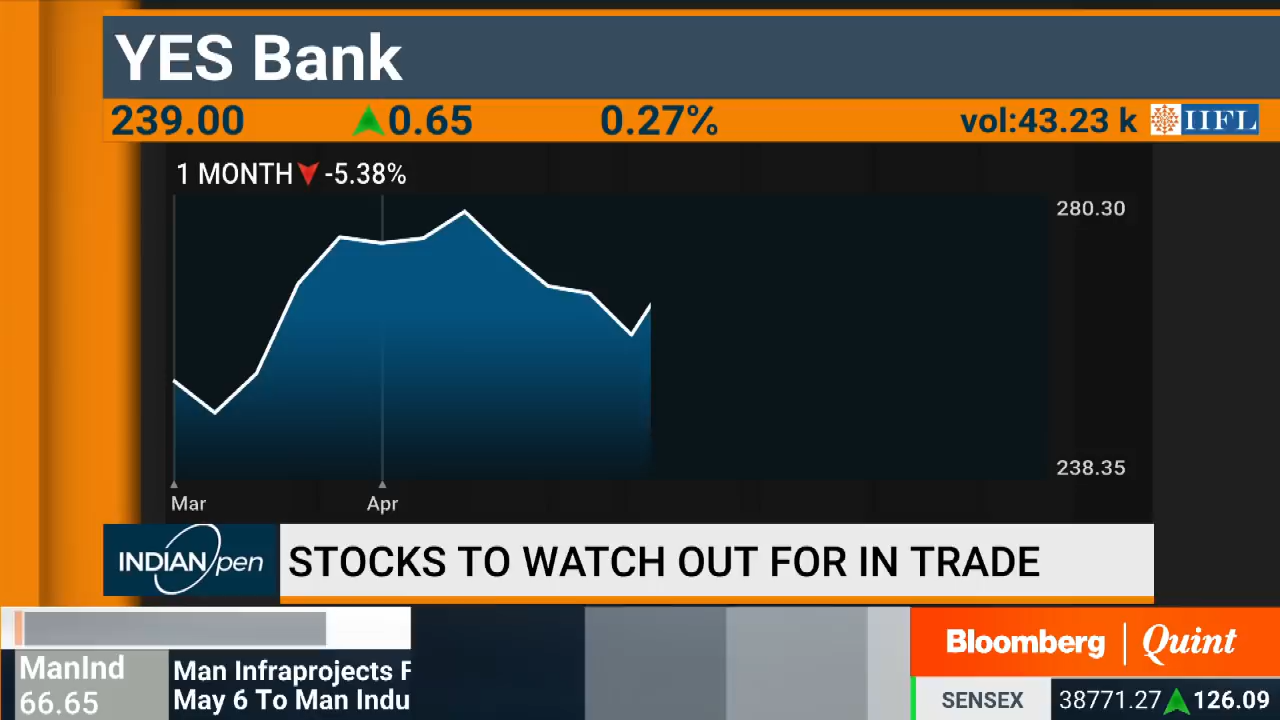 YES Bank
239.00 0.65 0.27% vol:43.23 k IIFL
1 MONTH -5.38%
280.30
238.35
Mar Apr
INDIAN pen STOCKS TO WATCH OUT FOR IN TRADE
Bloomberg | Quint
ManInd Man Infraprojects F
66.65 May 6 To Man Indu
SENSEX 38771.27 126.09